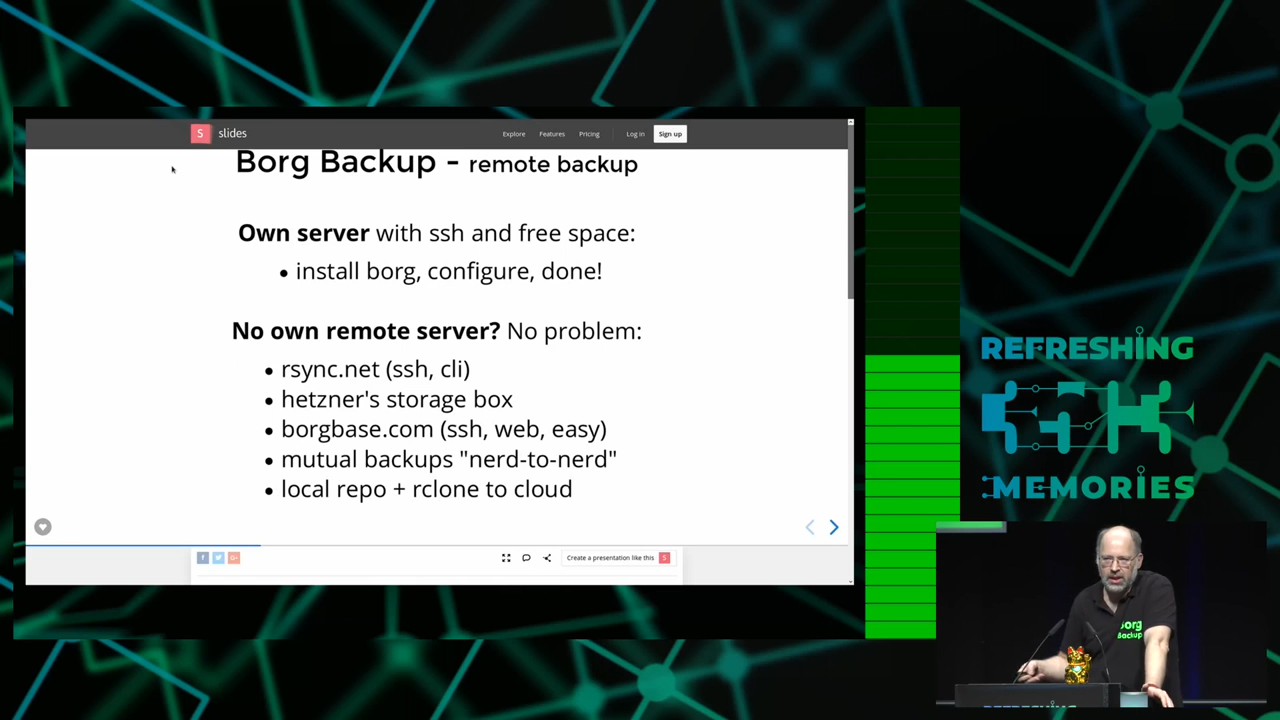 S slides
Explore Features Pricing Log in Sign up
Borg Backup - remote backup
Own server with ssh and free space:
• install borg, configure, done!
No own remote server? No problem:
• rsync.net (ssh, cli)
• hetzner's storage box
• borgbase.com (ssh, web, easy)
• mutual backups "nerd-to-nerd"
• local repo + rclone to cloud
f G+
Create a presentation like this S
REFRESHING
MEMORIES
Borg
Backup
REFRESHING